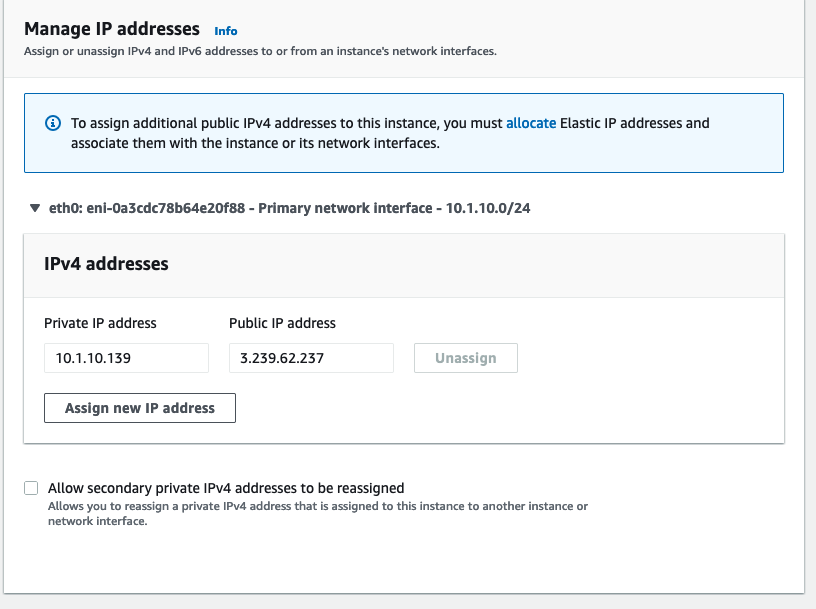 Manage IP addresses Info
Assign or unassign IPv4 and IPv6 addresses to or from an instance's network interfaces.
To assign additional public IPv4 addresses to this instance, you must allocate Elastic IP addresses and
associate them with the instance or its network interfaces.
eth0: eni-0a3cdc78b64e20f88 - Primary network interface - 10.1.10.0/24
IPv4 addresses
Private IP address Public IP address
10.1.10.139 3.239.62.237 Unassign
Assign new IP address
Allow secondary private IPv4 addresses to be reassigned
Allows you to reassign a private IPv4 address that is assigned to this instance to another instance or
network interface.